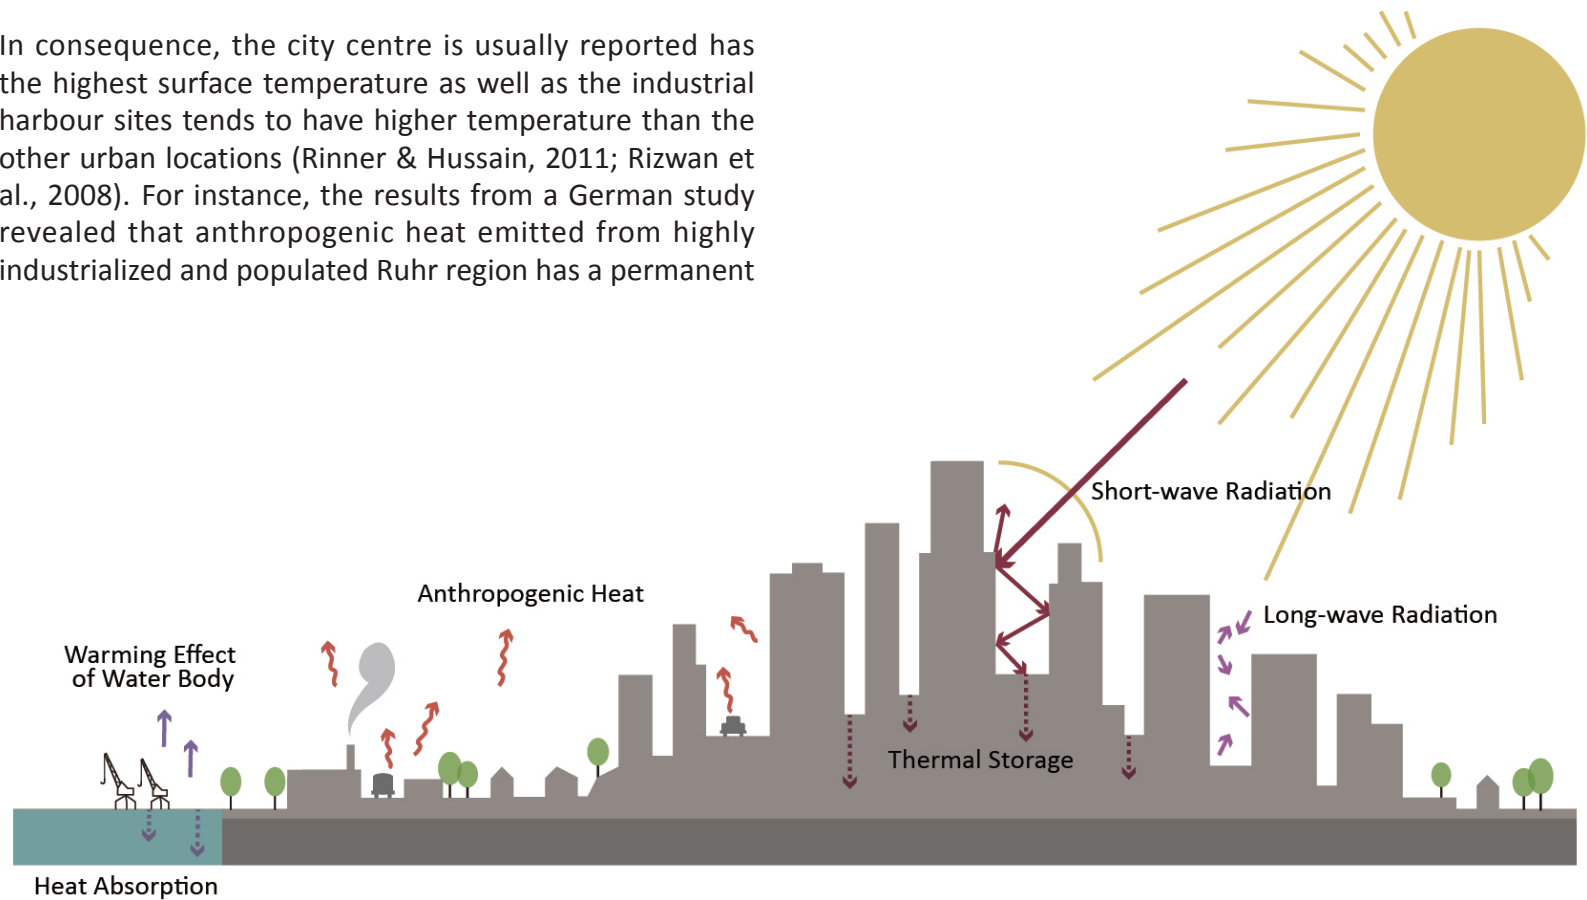 In consequence, the city centre is usually reported has
the highest surface temperature as well as the industrial
harbour sites tends to have higher temperature than the
other urban locations (Rinner & Hussain, 2011; Rizwan et
al., 2008). For instance, the results from a German study
revealed that anthropogenic heat emitted from highly
industrialized and populated Ruhr region has a permanent
Short-wave Radiation
Anthropogenic Heat
Long-wave Radiation
Warming Effect
of Water Body
Thermal Storage
Heat Absorption